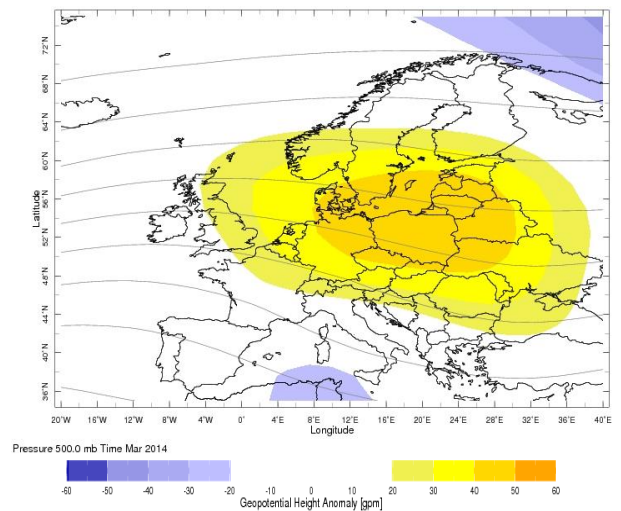 72°N
68°N
64°N
60°N
56°N
52°N
48°N
44°N
40°N
36°N
Latitude
20°W 16°W 12°W 8°W 4°W 0° 4°E 8°E 12°E 16°E 20°E 24°E 28°E 32°E 36°E 40°E
Longitude
Pressure 500.0 mb Time Mar 2014
-60 -50 -40 -30 -20 -10 0 10 20 30 40 50 60
Geopotential Height Anomaly [gpm]